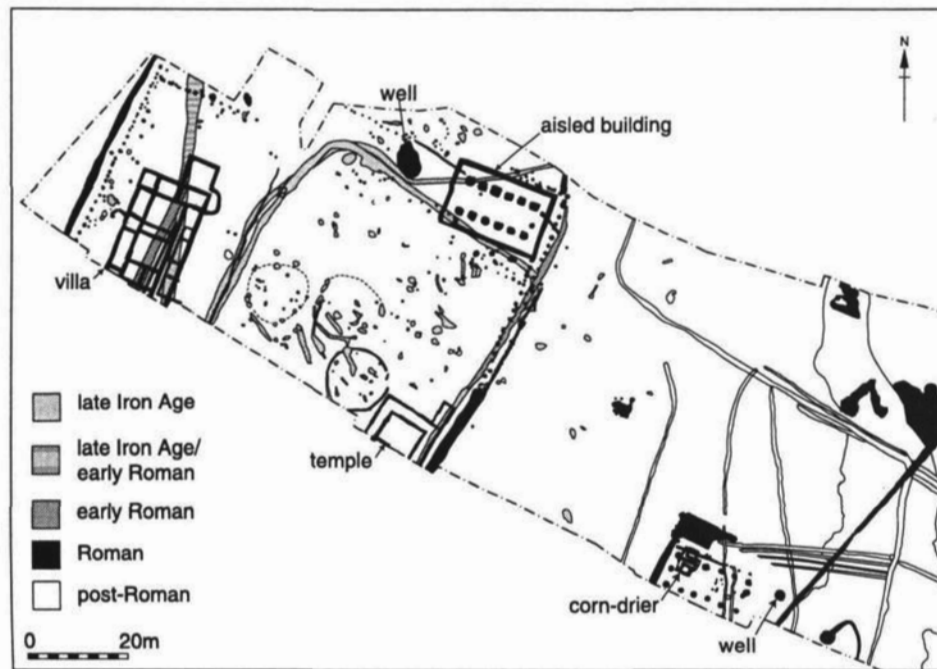 N
well
aisled building
villa
late Iron Age
late Iron Age/
early Roman
early Roman
Roman
post-Roman
0 20m
temple
corn-drier
well